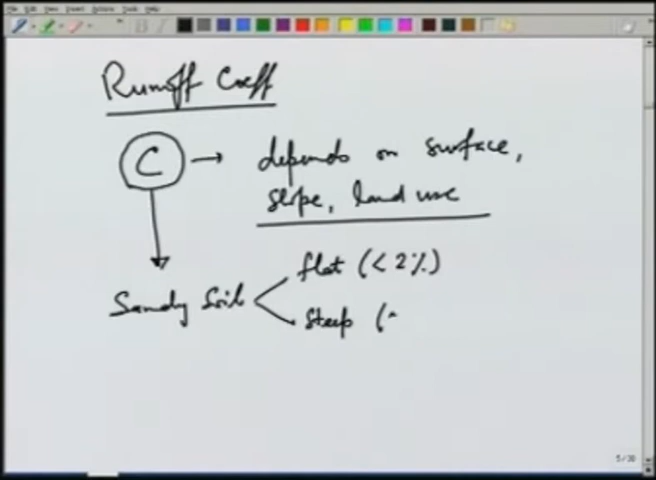 Runoff Coeff
C → depends on surface,
slope, land use
Sandy Soil
flat (< 2%)
Steep (
5/30